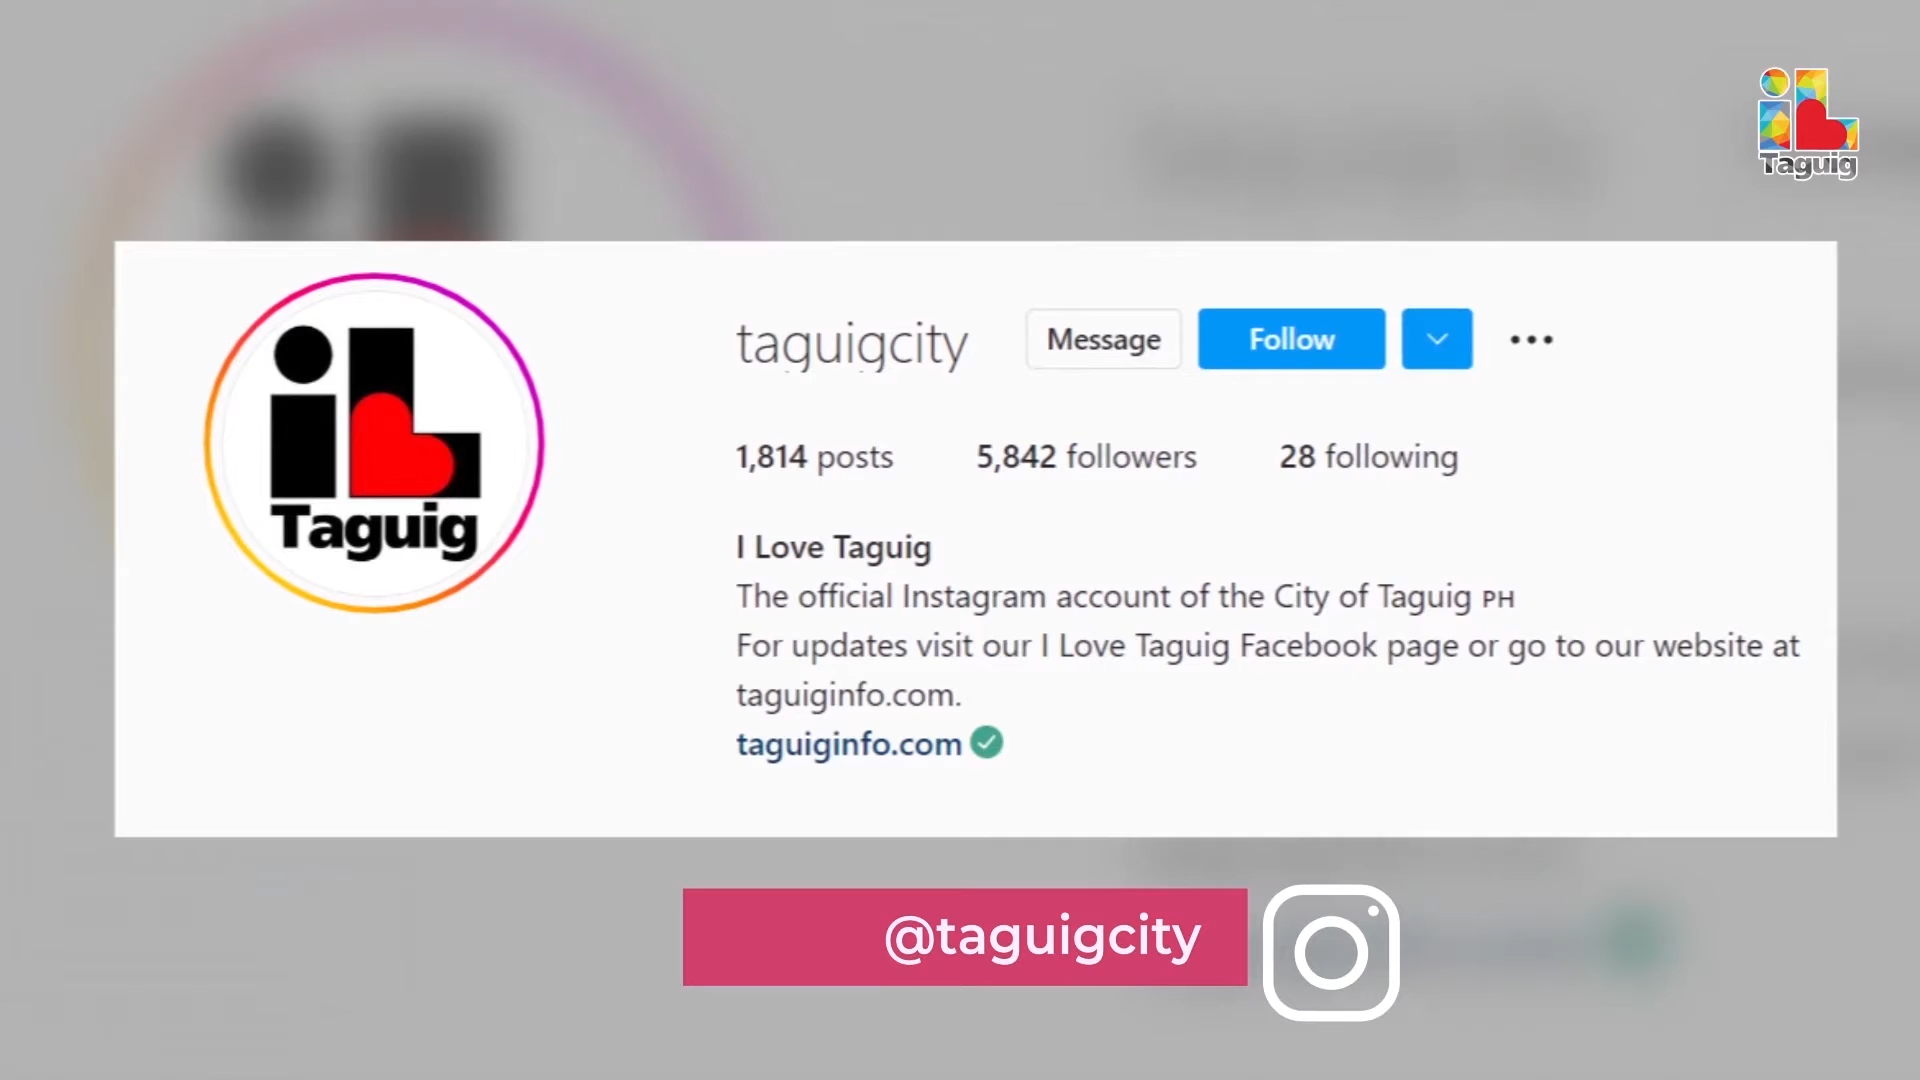 iL
Taguig
iL
Taguig
taguigcity
Message
Follow
1,814 posts
5,842 followers
28 following
I Love Taguig
The official Instagram account of the City of Taguig PH
For updates visit our I Love Taguig Facebook page or go to our website at
taguiginfo.com.
taguiginfo.com
@taguigcity